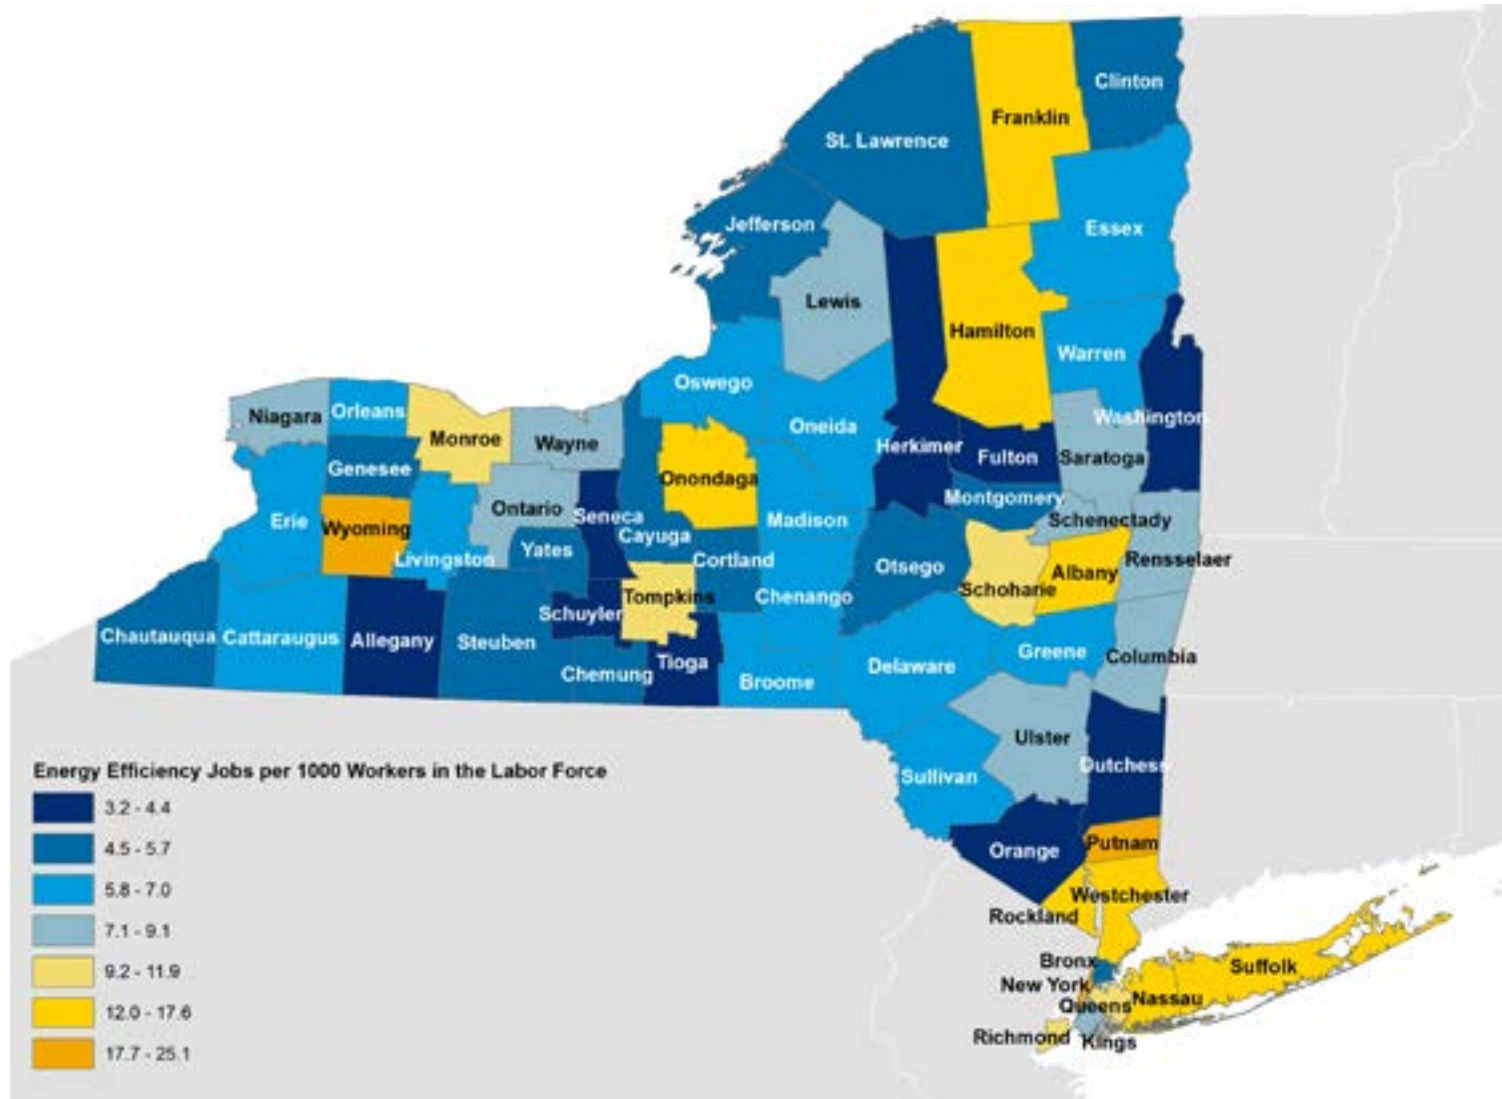 Clinton
Franklin
St. Lawrence
Jefferson
Essex
Lewis
Hamilton
Warren
Oswego
Niagara
Orleans
Monroe
Wayne
Oneida
Washington
Herkimer
Fulton
Saratoga
Genesee
Onondaga
Montgomery
Ontario
Seneca
Madison
Schenectady
Erie
Wyoming
Cayuga
Yates
Livingston
Cortland
Otsego
Albany
Rensselaer
Schoharie
Tompkins
Chenango
Schuyler
Chautauqua
Cattaraugus
Allegany
Steuben
Greene
Columbia
Tioga
Delaware
Chemung
Broome
Ulster
Dutchess
Sullivan
Energy Efficiency Jobs per 1000 Workers in the Labor Force
3.2 - 4.4
4.5 - 5.7
5.8 - 7.0
7.1 - 9.1
9.2 - 11.9
12.0 - 17.6
17.7 - 25.1
Orange
Putnam
Westchester
Rockland
Bronx
Suffolk
New York
Nassau
Queens
Richmond
Kings